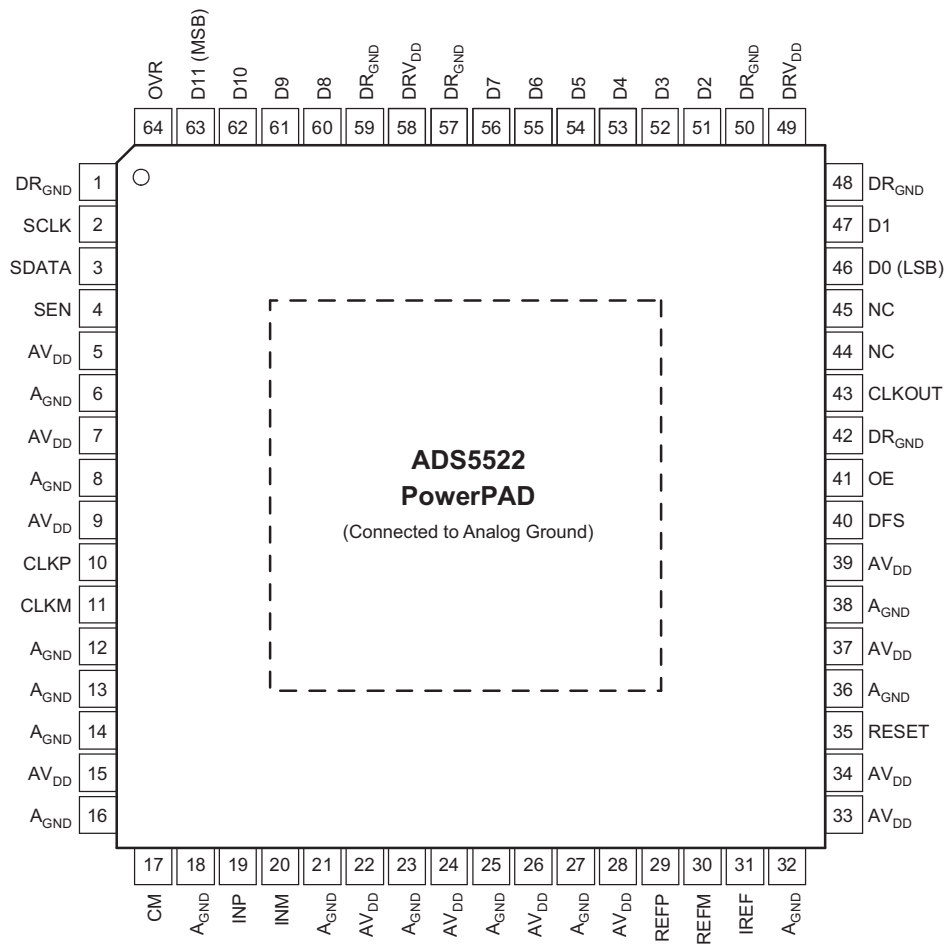 OVR
D11 (MSB)
D10
D9
D8
DRGND
DRVDD
DRGND
D7
D6
D5
D4
D3
D2
DRGND
DRVDD
64 63 62 61 60 59 58 57 56 55 54 53 52 51 50 49
DRGND 1
SCLK 2
SDATA 3
SEN 4
AVDD 5
AGND 6
AVDD 7
AGND 8
AVDD 9
CLKP 10
CLKM 11
AGND 12
AGND 13
AGND 14
AVDD 15
AGND 16
ADS5522
PowerPAD
(Connected to Analog Ground)
48 DRGND
47 D1
46 D0 (LSB)
45 NC
44 NC
43 CLKOUT
42 DRGND
41 OE
40 DFS
39 AVDD
38 AGND
37 AVDD
36 AGND
35 RESET
34 AVDD
33 AVDD
17 18 19 20 21 22 23 24 25 26 27 28 29 30 31 32
CM
AGND
INP
INM
AGND
AVDD
AGND
AVDD
AGND
AVDD
AGND
AVDD
REFP
REFM
IREF
AGND